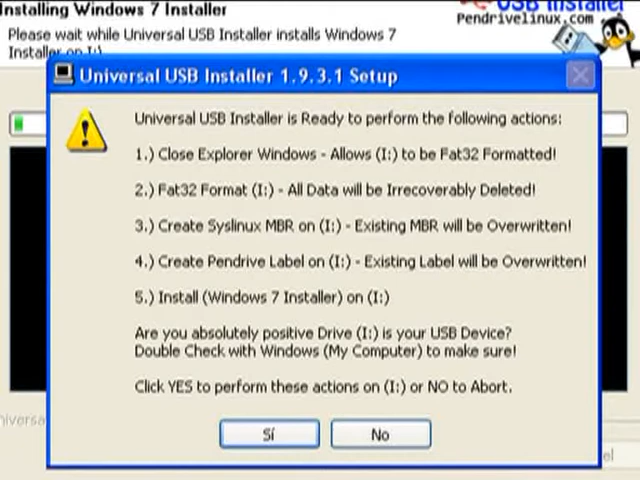 Installing Windows 7 Installer
USB Installer
Pendrivelinux.com
Please wait while Universal USB Installer installs Windows 7
Installer on I:\
Universal USB Installer 1.9.3.1 Setup
Universal USB Installer is Ready to perform the following actions:
1.) Close Explorer Windows - Allows (I:) to be Fat32 Formatted!
2.) Fat32 Format (I:) - All Data will be Irrecoverably Deleted!
3.) Create Syslinux MBR on (I:) - Existing MBR will be Overwritten!
4.) Create Pendrive Label on (I:) - Existing Label will be Overwritten!
5.) Install (Windows 7 Installer) on (I:)
Are you absolutely positive Drive (I:) is your USB Device?
Double Check with Windows (My Computer) to make sure!
Click YES to perform these actions on (I:) or NO to Abort.
Sí
No